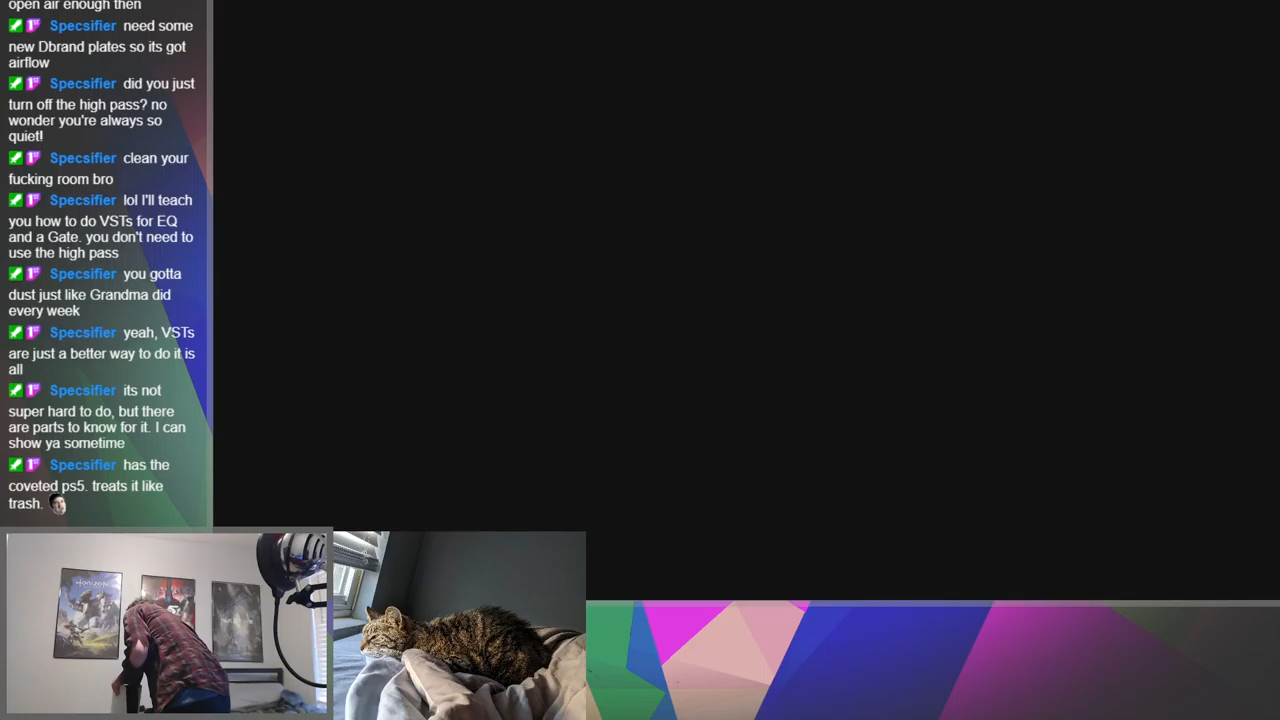 open air enough then
Specsifier need some
new Dbrand plates so its got
airflow
Specsifier did you just
turn off the high pass? no
wonder you're always so
quiet!
Specsifier clean your
fucking room bro
Specsifier lol I'll teach
you how to do VSTs for EQ
and a Gate. you don't need to
use the high pass
Specsifier you gotta
dust just like Grandma did
every week
Specsifier yeah, VSTs
are just a better way to do it is
all
Specsifier its not
super hard to do, but there
are parts to know for it. I can
show ya sometime
Specsifier has the
coveted ps5. treats it like
trash.
HORIZON